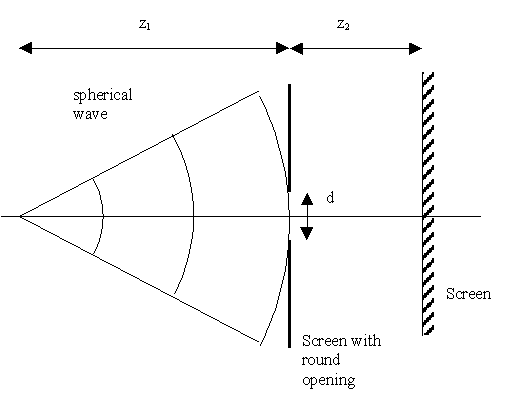 z₁
z₂
spherical
wave
d
Screen
Screen with
round
opening